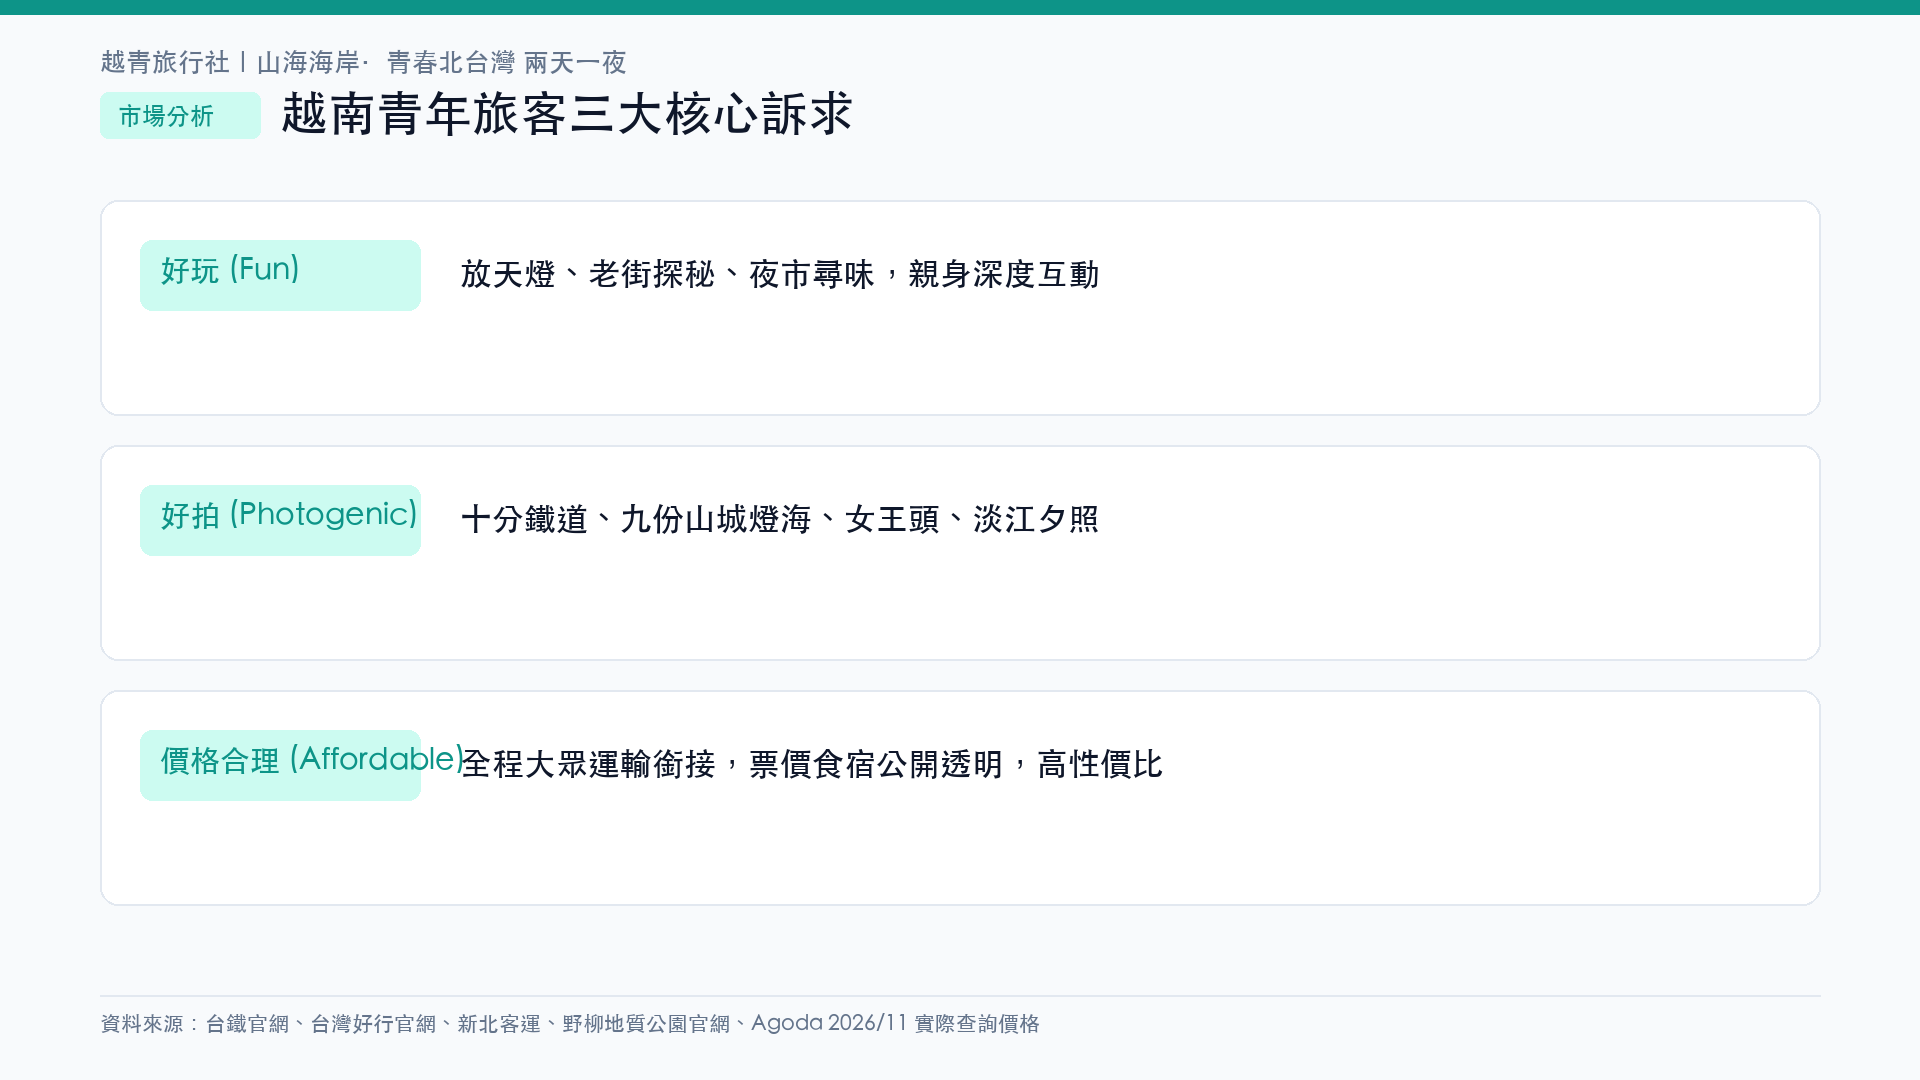 越青旅行社 | 山海海岸· 青春北台灣 兩天一夜
市場分析 越南青年旅客三大核心訴求
好玩 (Fun) 放天燈、老街探秘、夜市尋味，親身深度互動
好拍 (Photogenic) 十分鐵道、九份山城燈海、女王頭、淡江夕照
價格合理 (Affordable) 全程大眾運輸銜接，票價食宿公開透明，高性價比
資料來源：台鐵官網、台灣好行官網、新北客運、野柳地質公園官網、Agoda 2026/11 實際查詢價格